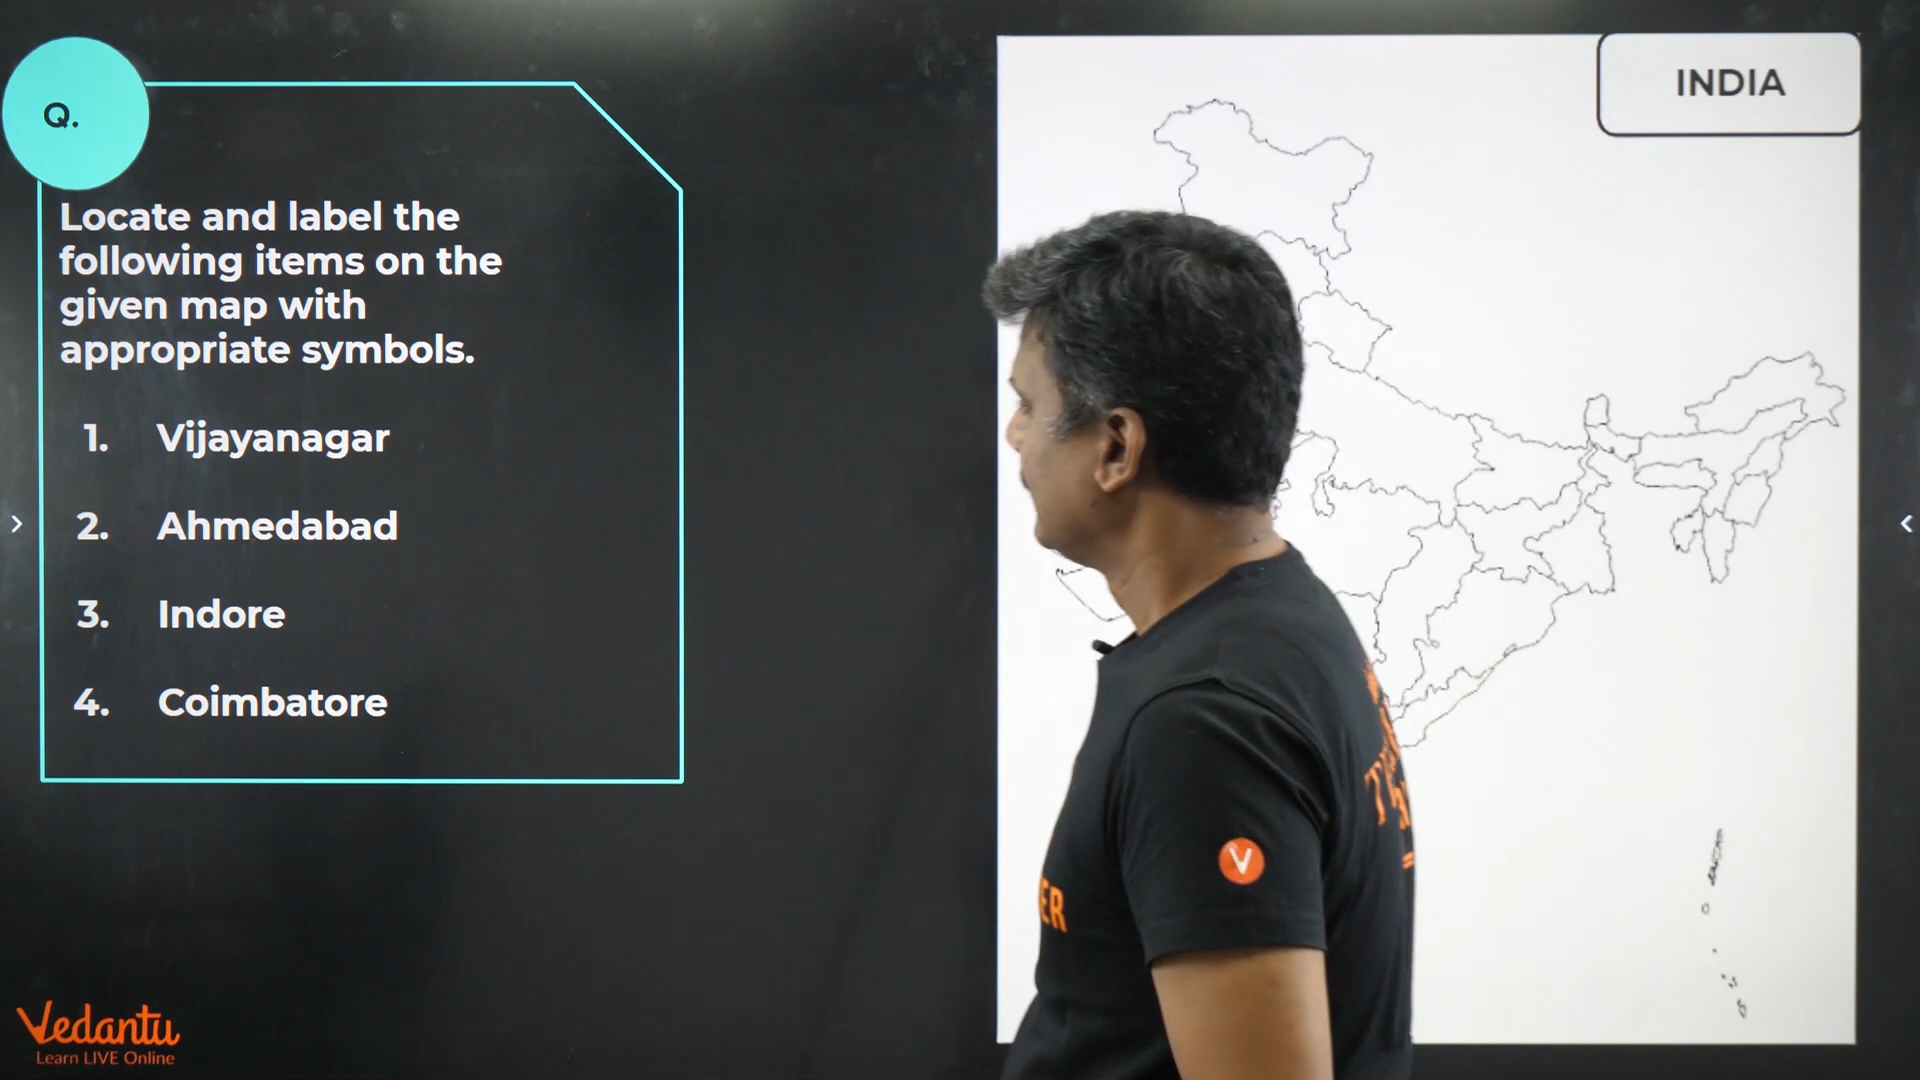 INDIA
Q.
Locate and label the
following items on the
given map with
appropriate symbols.
1. Vijayanagar
2. Ahmedabad
3. Indore
4. Coimbatore
V
ER
Vedantu
Learn LIVE Online